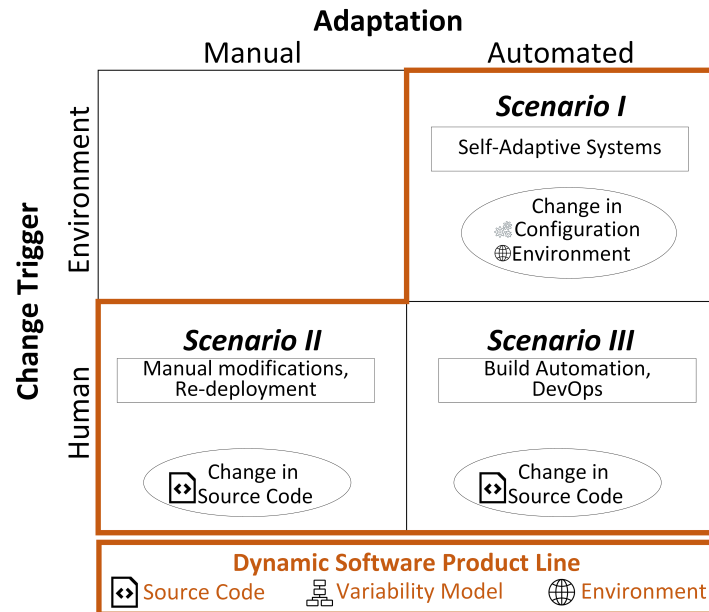 Adaptation
Manual
Automated
Change Trigger
Environment
Scenario I
Self-Adaptive Systems
Change in
Configuration
Environment
Human
Scenario II
Manual modifications,
Re-deployment
Change in
Source Code
Scenario III
Build Automation,
DevOps
Change in
Source Code
Dynamic Software Product Line
Source Code
Variability Model
Environment